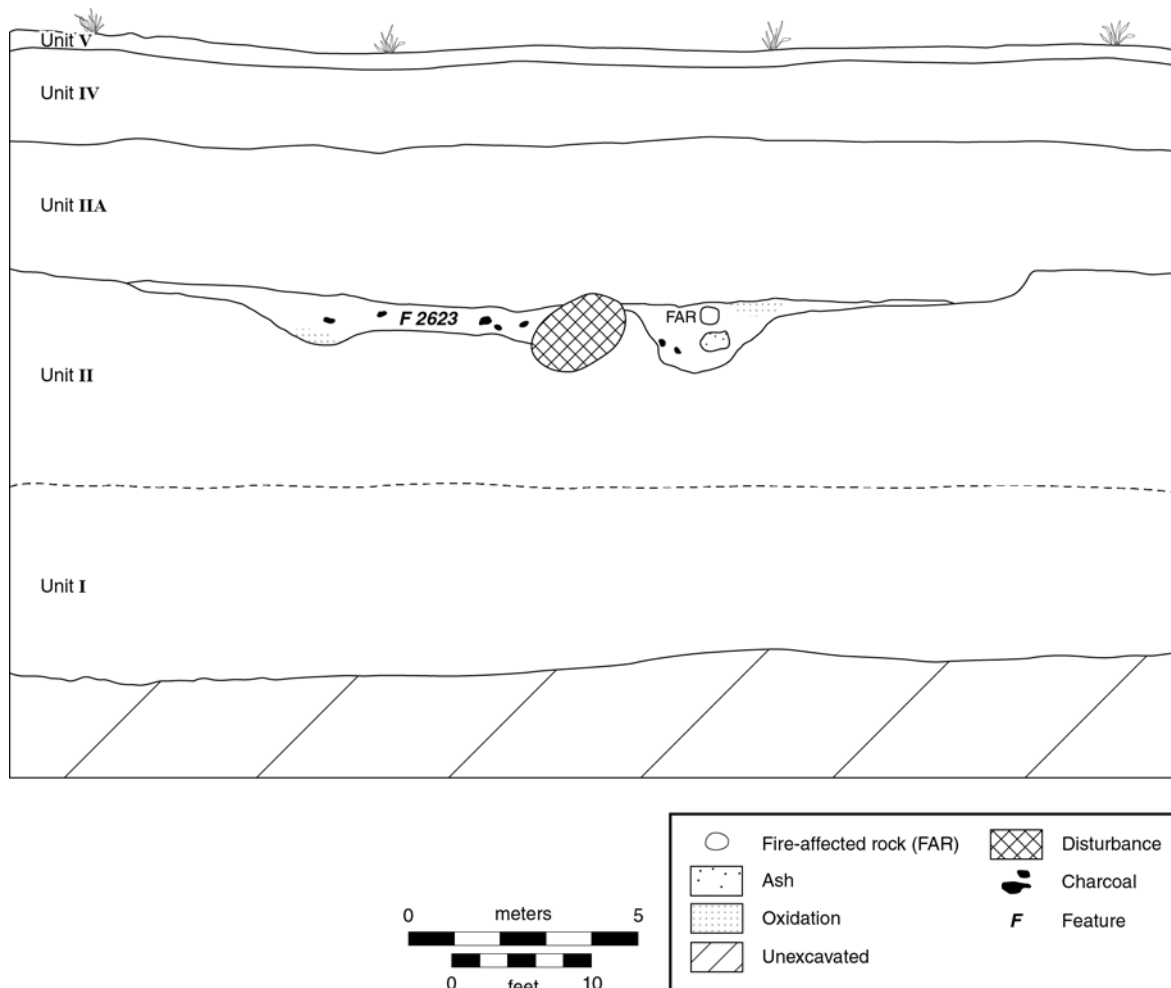 Unit V
Unit IV
Unit IIA
F 2623
FAR
Unit II
Unit I
Fire-affected rock (FAR)
Disturbance
Ash
Charcoal
Oxidation
F
Feature
Unexcavated
0 meters 5
0 feet 10